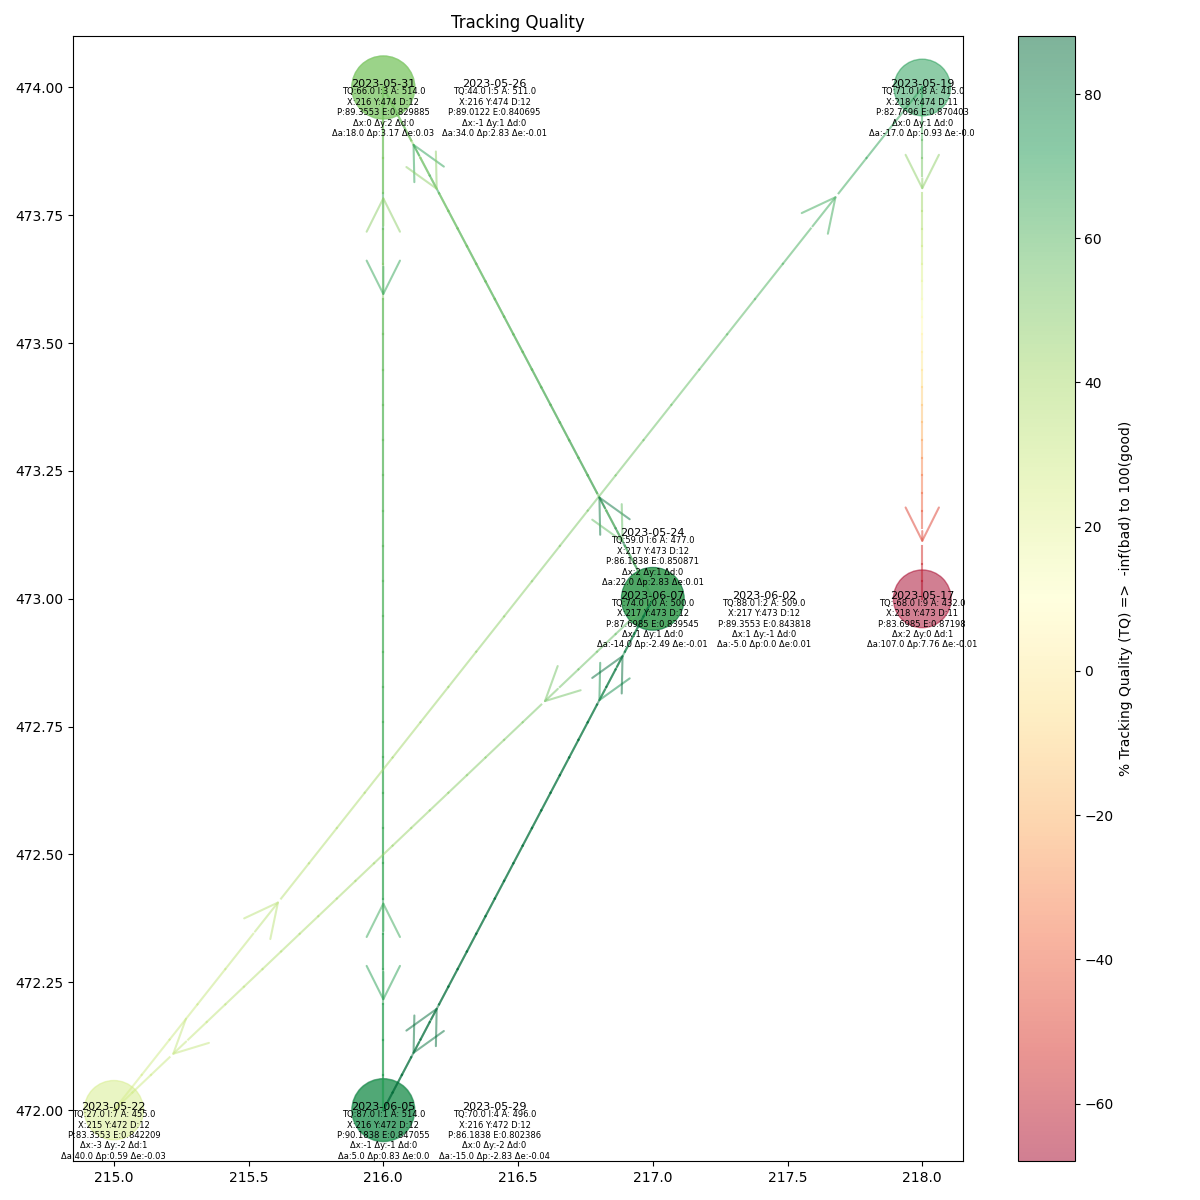 Tracking Quality
474.00
473.75
473.50
473.25
473.00
472.75
472.50
472.25
472.00
215.0
215.5
216.0
216.5
217.0
217.5
218.0
2023-05-31
TQ:66.0 I:3 A: 514.0
X:216 Y:474 D:12
P:89.3553 E:0.829885
Δx:0 Δy:2 Δd:0
Δa:18.0 Δp:3.17 Δe:0.03
2023-05-26
TQ:44.0 I:5 A: 511.0
X:216 Y:474 D:12
P:89.0122 E:0.840695
Δx:-1 Δy:1 Δd:0
Δa:34.0 Δp:2.83 Δe:-0.01
2023-05-19
TQ:71.0 I:8 A: 415.0
X:218 Y:474 D:11
P:82.7696 E:0.870403
Δx:0 Δy:1 Δd:0
Δa:-17.0 Δp:-0.93 Δe:-0.0
2023-05-24
TQ:59.0 I:6 A: 477.0
X:217 Y:473 D:12
P:86.1838 E:0.850871
Δx:2 Δy:1 Δd:0
Δa:22.0 Δp:2.83 Δe:0.01
2023-06-07
TQ:74.0 I:0 A: 500.0
X:217 Y:473 D:12
P:87.6985 E:0.839545
Δx:1 Δy:1 Δd:0
Δa:-14.0 Δp:-2.49 Δe:-0.01
2023-06-02
TQ:88.0 I:2 A: 509.0
X:217 Y:473 D:12
P:89.3553 E:0.843818
Δx:1 Δy:-1 Δd:0
Δa:-5.0 Δp:0.0 Δe:0.01
2023-05-17
TQ:-68.0 I:9 A: 432.0
X:218 Y:473 D:11
P:83.6985 E:0.87198
Δx:2 Δy:0 Δd:1
Δa:107.0 Δp:7.76 Δe:-0.01
2023-05-22
TQ:27.0 I:7 A: 455.0
X:215 Y:472 D:12
P:83.3553 E:0.842209
Δx:-3 Δy:-2 Δd:1
Δa:40.0 Δp:0.59 Δe:-0.03
2023-06-05
TQ:87.0 I:1 A: 514.0
X:216 Y:472 D:12
P:90.1838 E:0.847055
Δx:-1 Δy:-1 Δd:0
Δa:5.0 Δp:0.83 Δe:0.0
2023-05-29
TQ:70.0 I:4 A: 496.0
X:216 Y:472 D:12
P:86.1838 E:0.802386
Δx:0 Δy:-2 Δd:0
Δa:-15.0 Δp:-2.83 Δe:-0.04
80
60
40
20
0
−20
−40
−60
% Tracking Quality (TQ) => -inf(bad) to 100(good)